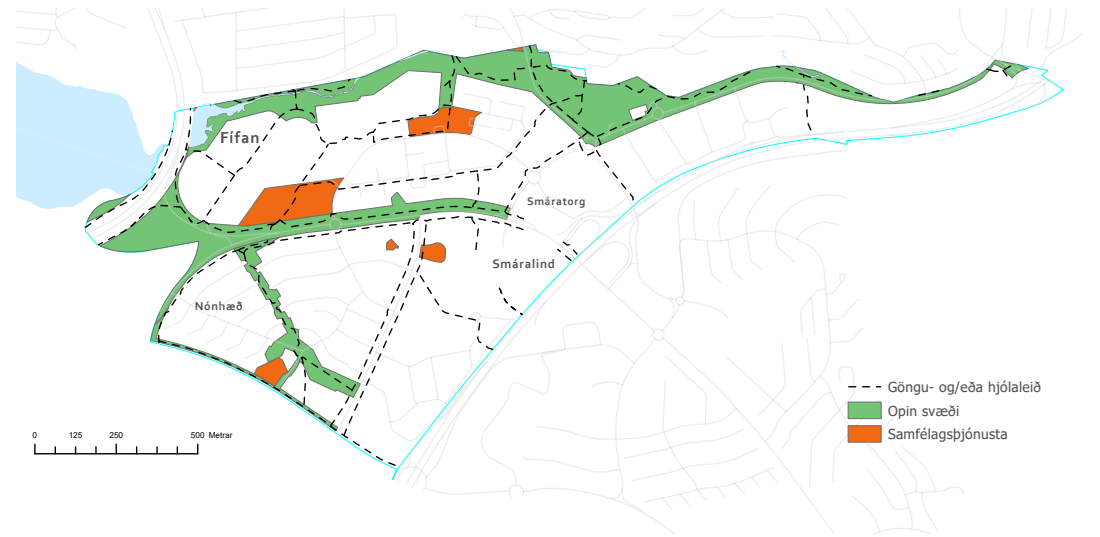 Fífan
Smáratorg
Smáralind
Nónhæð
Göngu- og/eða hjólaleið
Opin svæði
Samfélagsþjónusta
0 125 250 500 Metrar